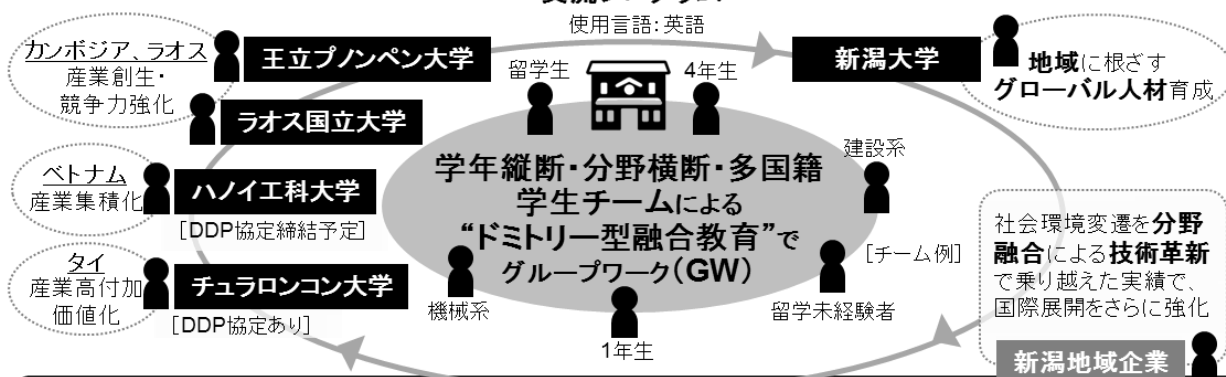 使用言語:英語
カンボジア、ラオス
産業創生・
競争力強化
王立プノンペン大学
ラオス国立大学
留学生
4年生
新潟大学
地域に根ざす
グローバル人材育成
ベトナム
産業集積化
ハノイ工科大学
[DDP協定締結予定]
タイ
産業高付加
価値化
チュラロンコン大学
[DDP協定あり]
学年縦断・分野横断・多国籍
学生チームによる
“ドミトリー型融合教育”で
グループワーク(GW)
建設系
[チーム例]
機械系
1年生
留学未経験者
社会環境変遷を分野
融合による技術革新
で乗り越えた実績で、
国際展開をさらに強化
新潟地域企業